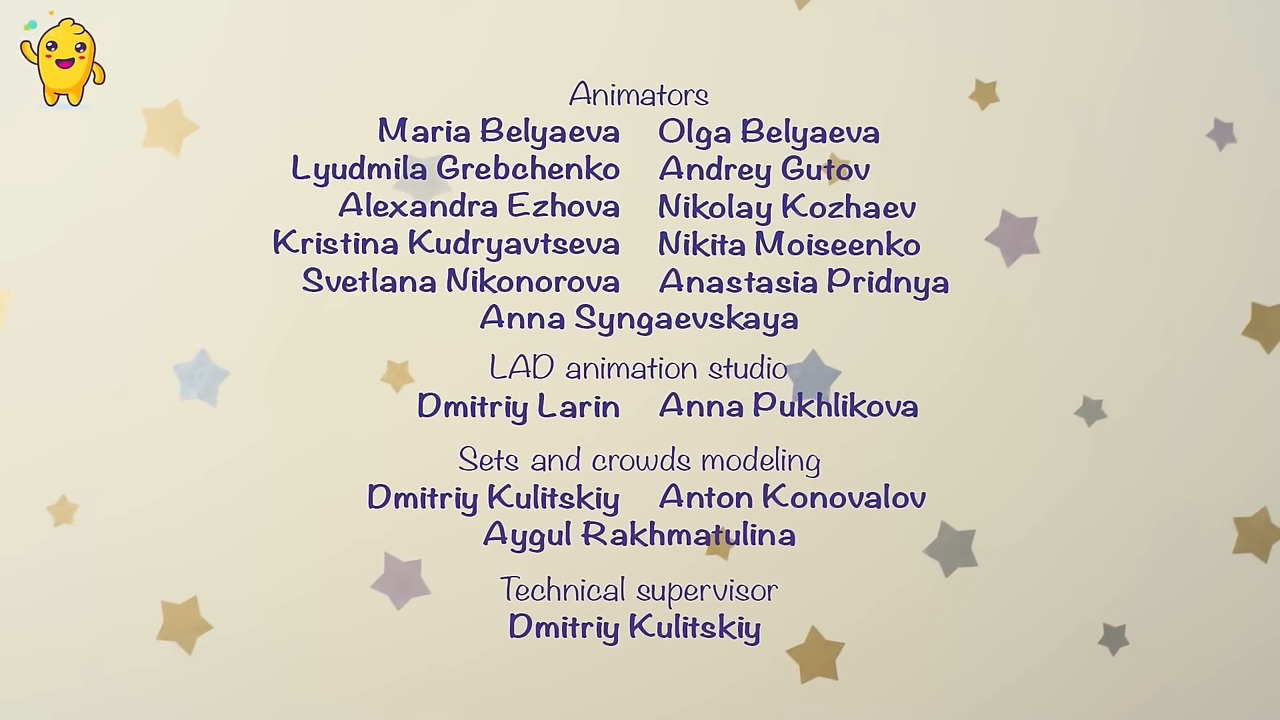 Animators
Maria Belyaeva Olga Belyaeva
Lyudmila Grebchenko Andrey Gutov
Alexandra Ezhova Nikolay Kozhaev
Kristina Kudryavtseva Nikita Moiseenko
Svetlana Nikonorova Anastasia Pridnya
Anna Syngaevskaya
LAD animation studio
Dmitriy Larin Anna Pukhlikova
Sets and crowds modeling
Dmitriy Kulitskiy Anton Konovalov
Aygul Rakhmatulina
Technical supervisor
Dmitriy Kulitskiy